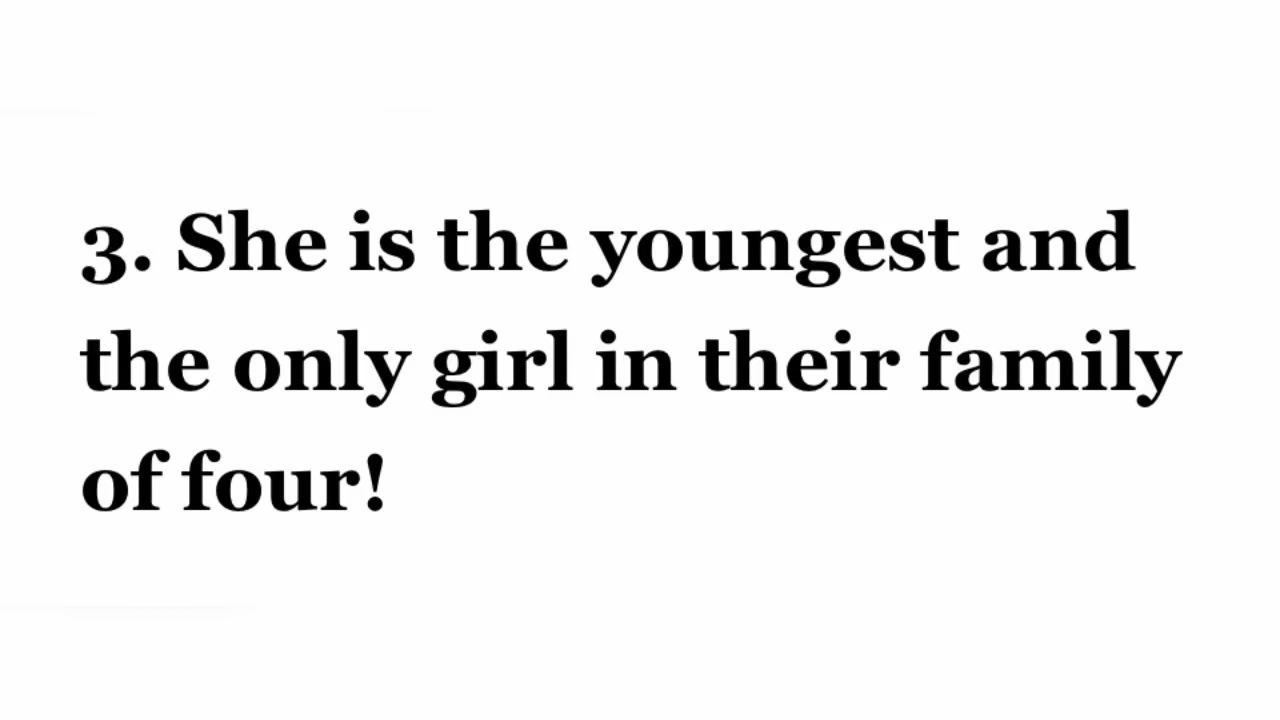 3. She is the youngest and
the only girl in their family
of four!